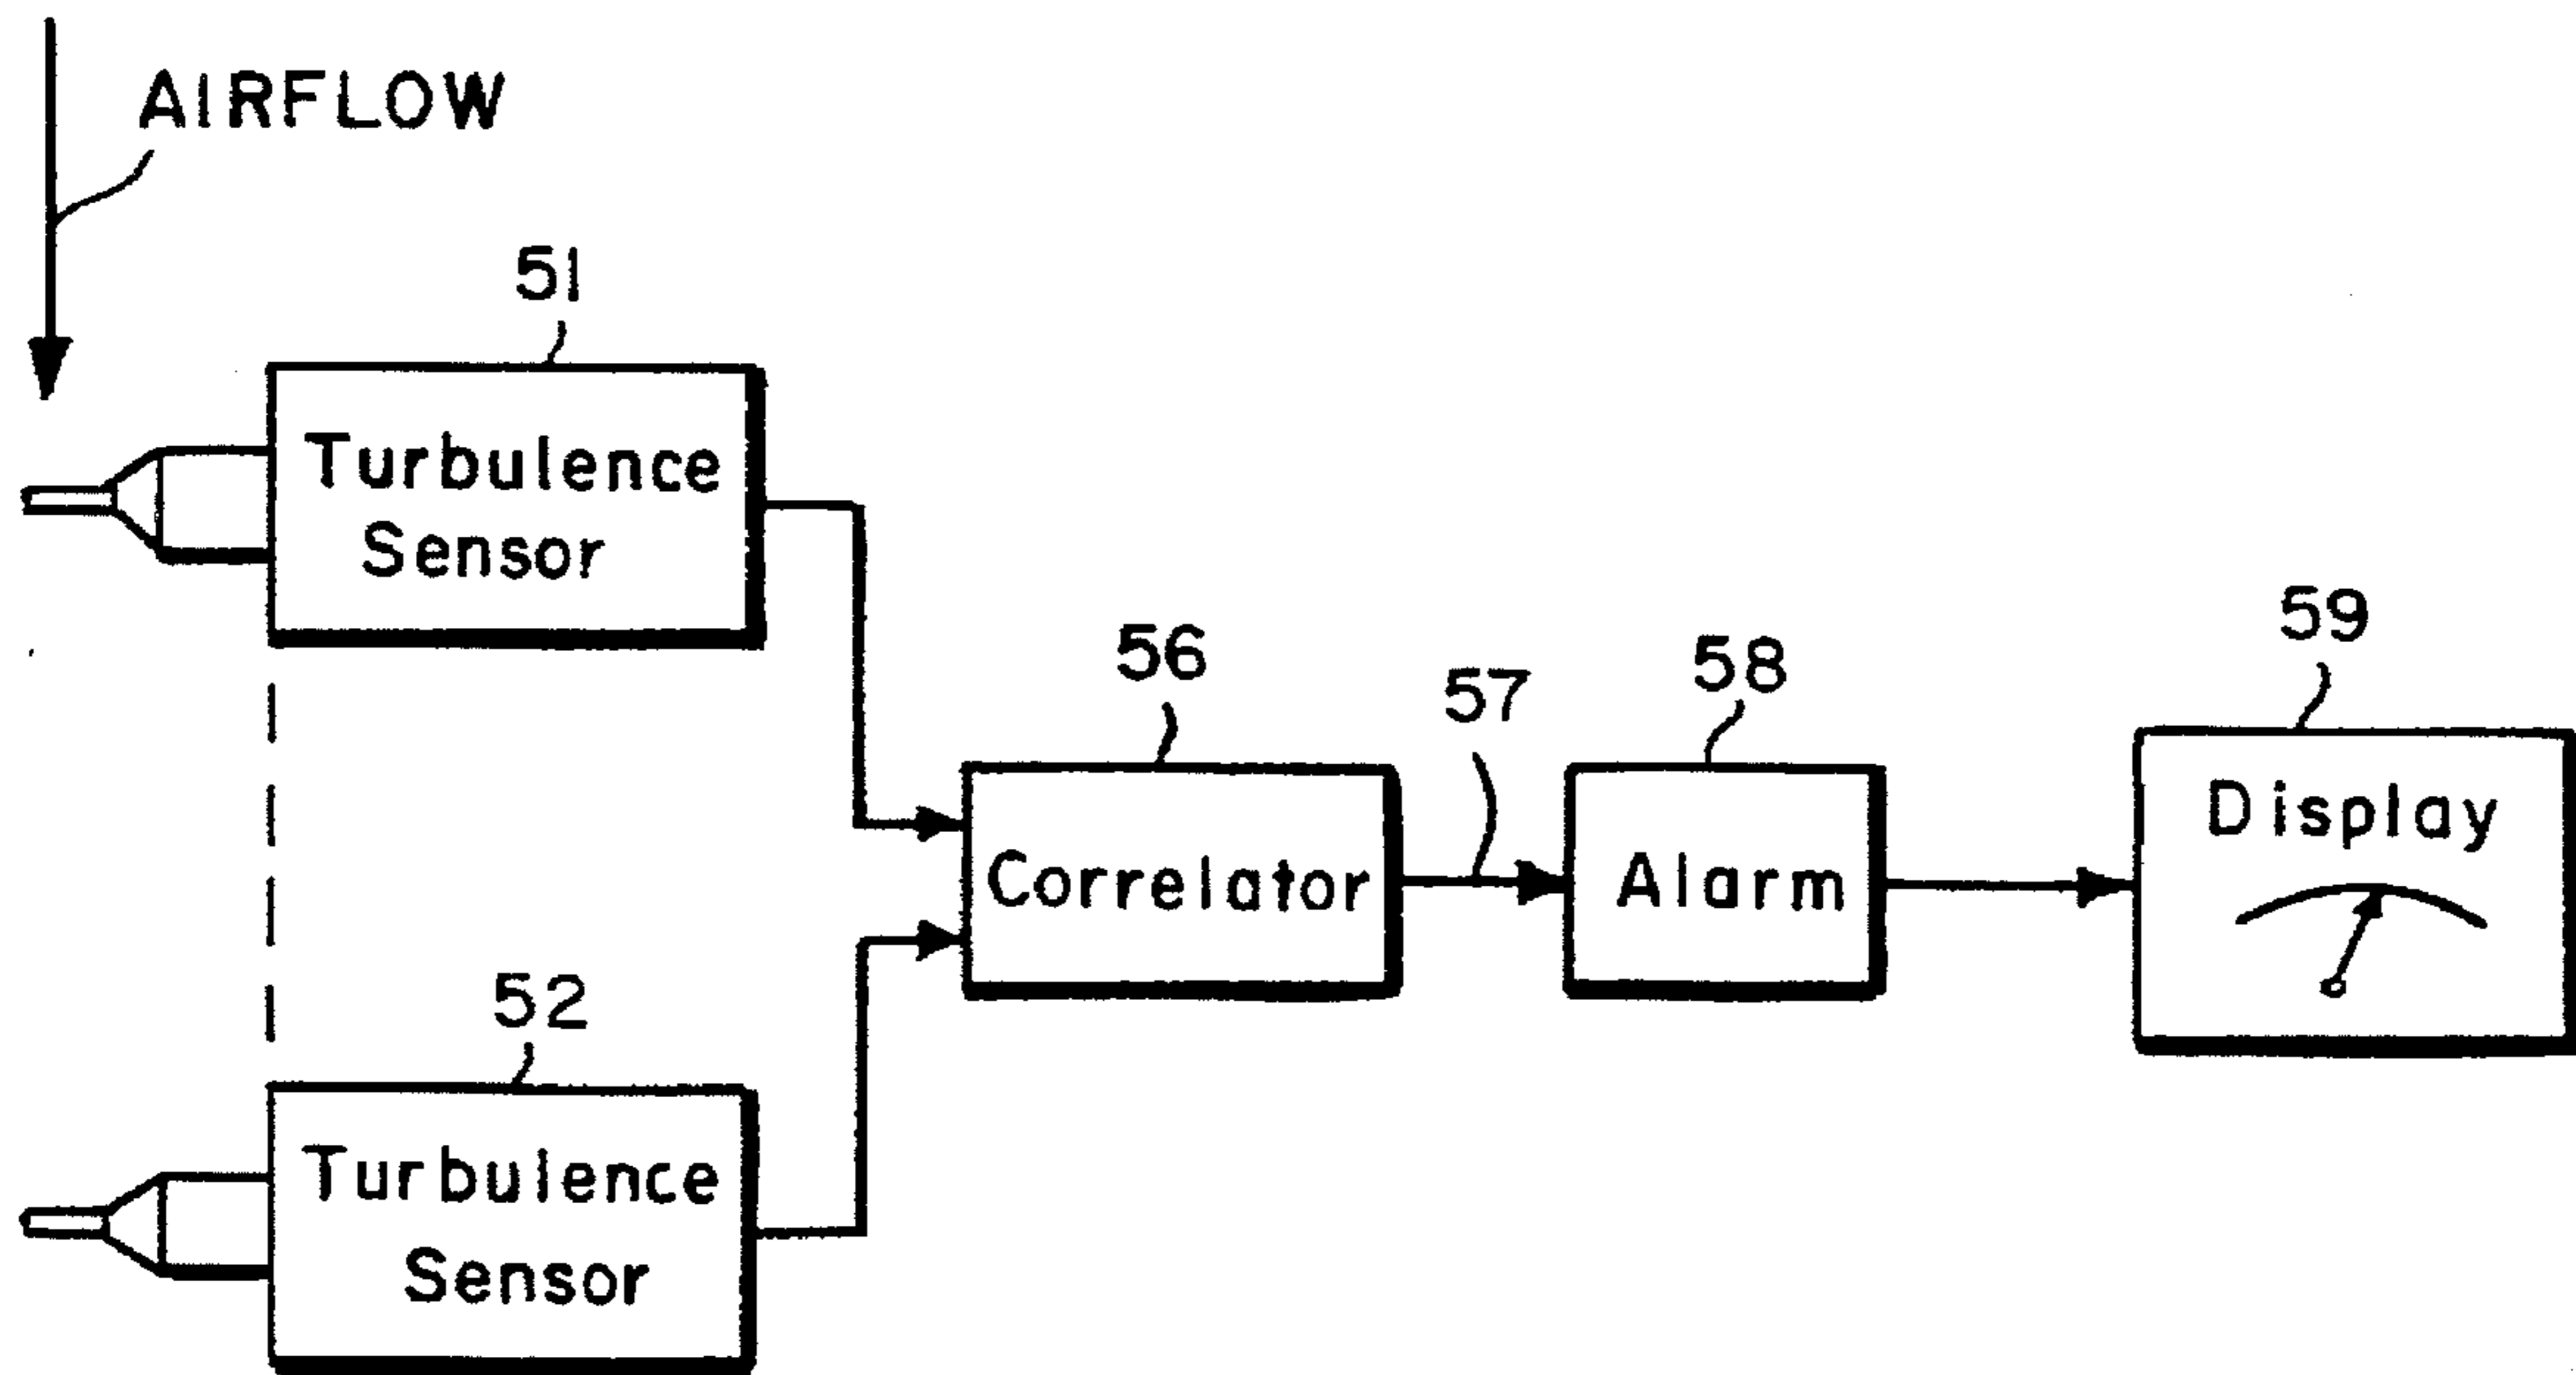 AIRFLOW
51
Turbulence
Sensor
56
57
58
59
Correlator
Alarm
Display
52
Turbulence
Sensor